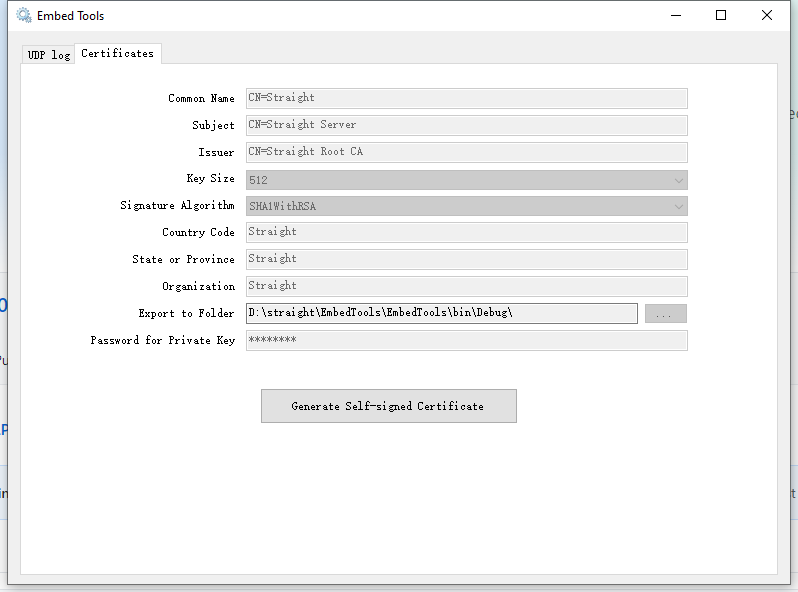 Embed Tools
UDP log Certificates
Common Name CN=Straight
Subject CN=Straight Server
Issuer CN=Straight Root CA
Key Size 512
Signature Algorithm SHA1WithRSA
Country Code Straight
State or Province Straight
Organization Straight
Export to Folder D:\straight\EmbedTools\EmbedTools\bin\Debug\ ...
Password for Private Key ********
Generate Self-signed Certificate